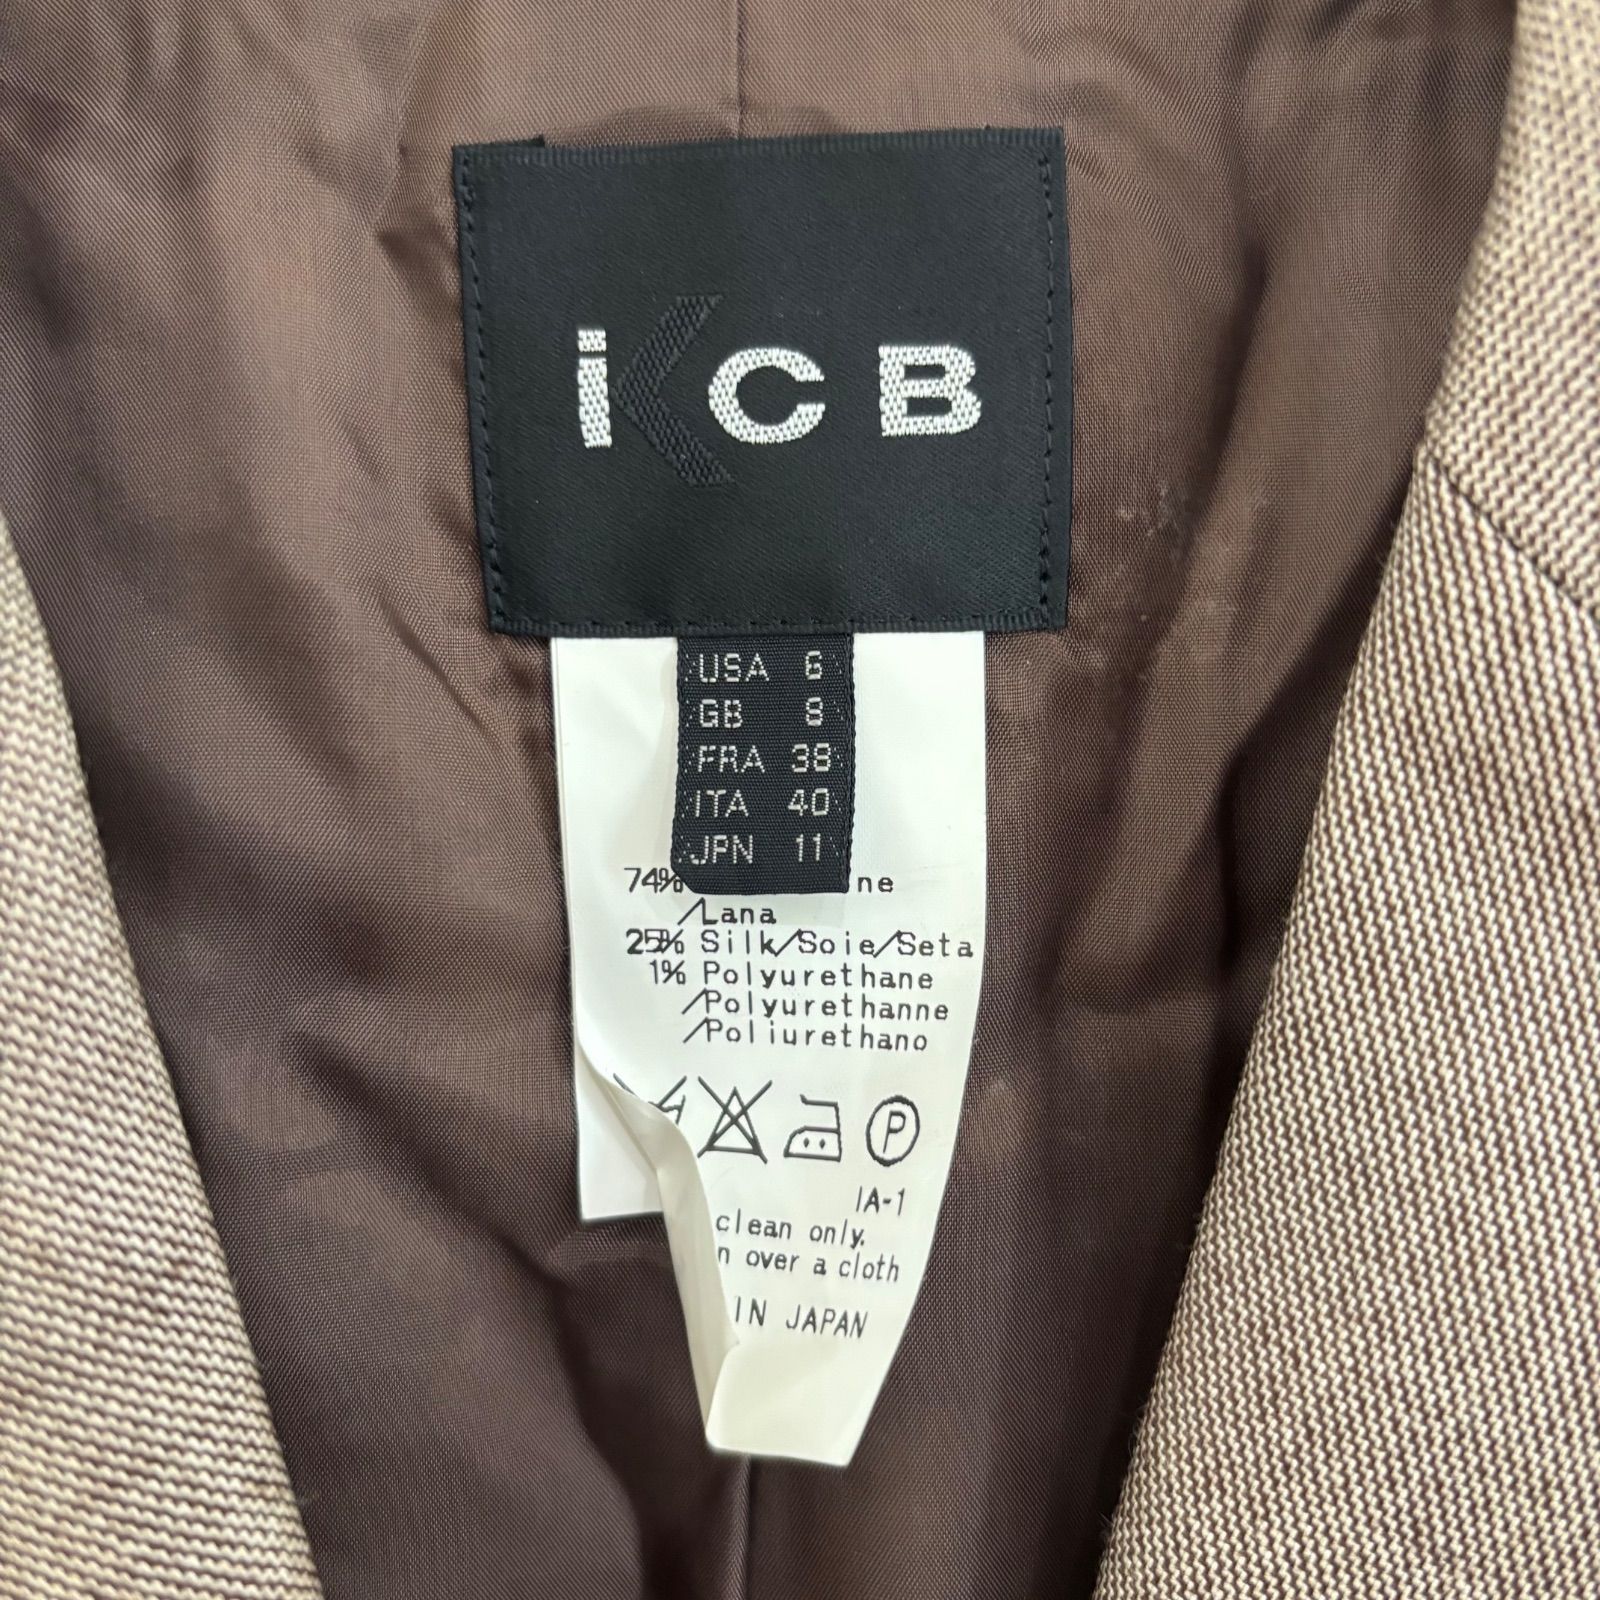 iCB
USA 6
GB 8
FRA 38
ITA 40
JPN 11
74%
/Lana
25% Silk/Soie/Seta
1% Polyurethane
/Polyurethanne
/Poliurethano
P
IA-1
clean only.
over a cloth
IN JAPAN